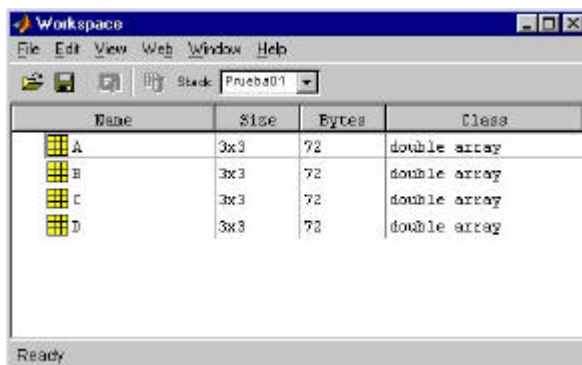 Workspace
File Edit View Web Window Help
Stack: Prueba01
Name Size Bytes Class
A 3x3 72 double array
B 3x3 72 double array
C 3x3 72 double array
D 3x3 72 double array
Ready